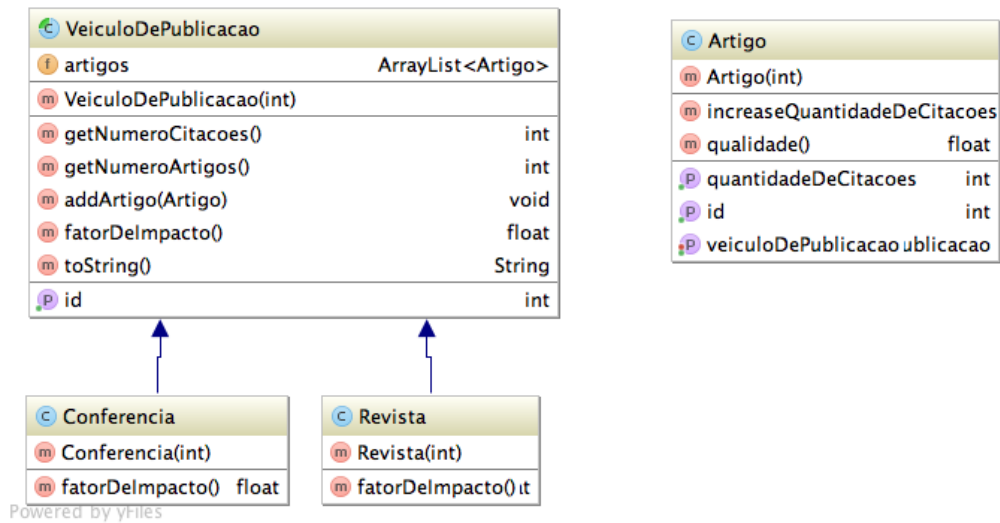 VeiculoDePublicacao
artigos ArrayList<Artigo>
VeiculoDePublicacao(int)
getNumeroCitacoes() int
getNumeroArtigos() int
addArtigo(Artigo) void
fatorDeImpacto() float
toString() String
id int
Artigo
Artigo(int)
increaseQuantidadeDeCitacoes
qualidade() float
quantidadeDeCitacoes int
id int
veiculoDePublicacao ublicacao
Conferencia
Conferencia(int)
fatorDeImpacto() float
Revista
Revista(int)
fatorDeImpacto() t
Powered by yFiles